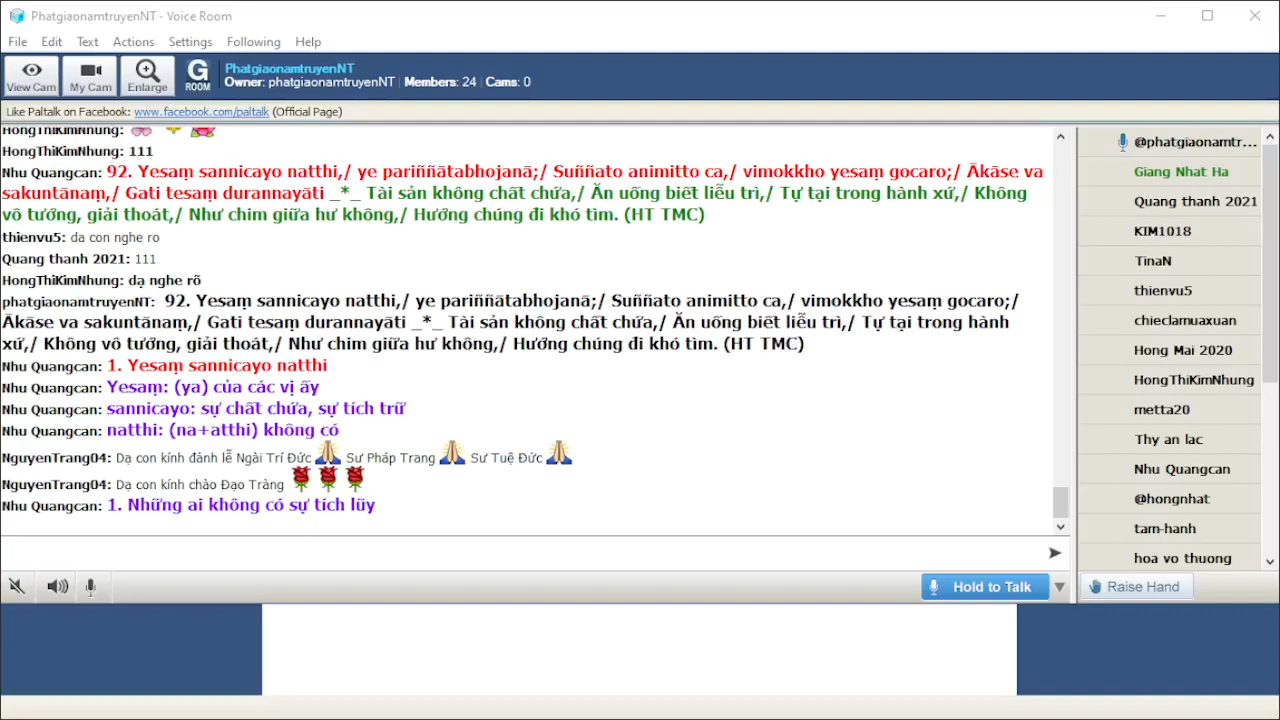 PhatgiaonamtruyenNT - Voice Room
File Edit Text Actions Settings Following Help
View Cam My Cam Enlarge G ROOM
PhatgiaonamtruyenNT
Owner: phatgiaonamtruyenNT | Members: 24 | Cams: 0
Like Paltalk on Facebook: www.facebook.com/paltalk (Official Page)
HongThiKimNhung:
HongThiKimNhung: 111
Nhu Quangcan: 92. Yesaṃ sannicayo natthi,/ ye pariññātabhojanā;/ Suññato animitto ca,/ vimokkho yesaṃ gocaro;/ Ākāse va
sakuntānaṃ,/ Gati tesaṃ durannayāti _*_ Tài sản không chất chứa,/ Ăn uống biết liễu tri,/ Tự tại trong hành xứ,/ Không
vô tướng, giải thoát,/ Như chim giữa hư không,/ Hướng chúng đi khó tìm. (HT TMC)
thienvu5: da con nghe ro
Quang thanh 2021: 111
HongThiKimNhung: dạ nghe rõ
phatgiaonamtruyenNT: 92. Yesaṃ sannicayo natthi,/ ye pariññātabhojanā;/ Suññato animitto ca,/ vimokkho yesaṃ gocaro;/
Ākāse va sakuntānaṃ,/ Gati tesaṃ durannayāti _*_ Tài sản không chất chứa,/ Ăn uống biết liễu tri,/ Tự tại trong hành
xứ,/ Không vô tướng, giải thoát,/ Như chim giữa hư không,/ Hướng chúng đi khó tìm. (HT TMC)
Nhu Quangcan: 1. Yesaṃ sannicayo natthi
Nhu Quangcan: Yesaṃ: (ya) của các vị ấy
Nhu Quangcan: sannicayo: sự chất chứa, sự tích trữ
Nhu Quangcan: natthi: (na+atthi) không có
NguyenTrang04: Dạ con kính đảnh lễ Ngài Trí Đức Sư Pháp Trang Sư Tuệ Đức
NguyenTrang04: Dạ con kính chào Đạo Tràng
Nhu Quangcan: 1. Những ai không có sự tích lũy
@phatgiaonamtr...
Giang Nhat Ha
Quang thanh 2021
KIM1018
TinaN
thienvu5
chieclamuaxuan
Hong Mai 2020
HongThiKimNhung
metta20
Thy an lac
Nhu Quangcan
@hongnhat
tam-hanh
hoa vo thuong
Hold to Talk
Raise Hand